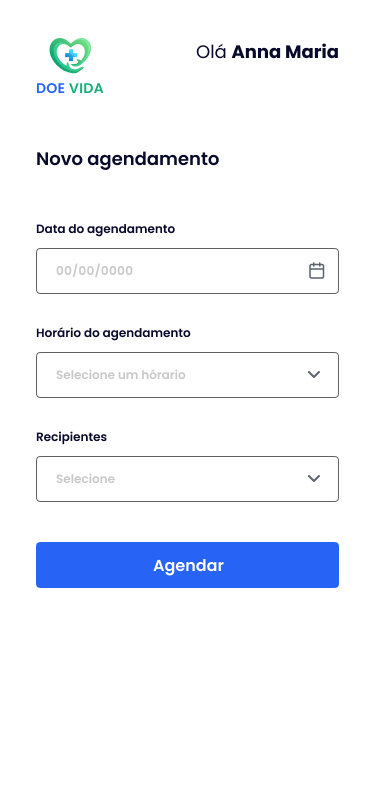 DOE VIDA
Olá Anna Maria
Novo agendamento
Data do agendamento
00/00/0000
Horário do agendamento
Selecione um hórario
Recipientes
Selecione
Agendar